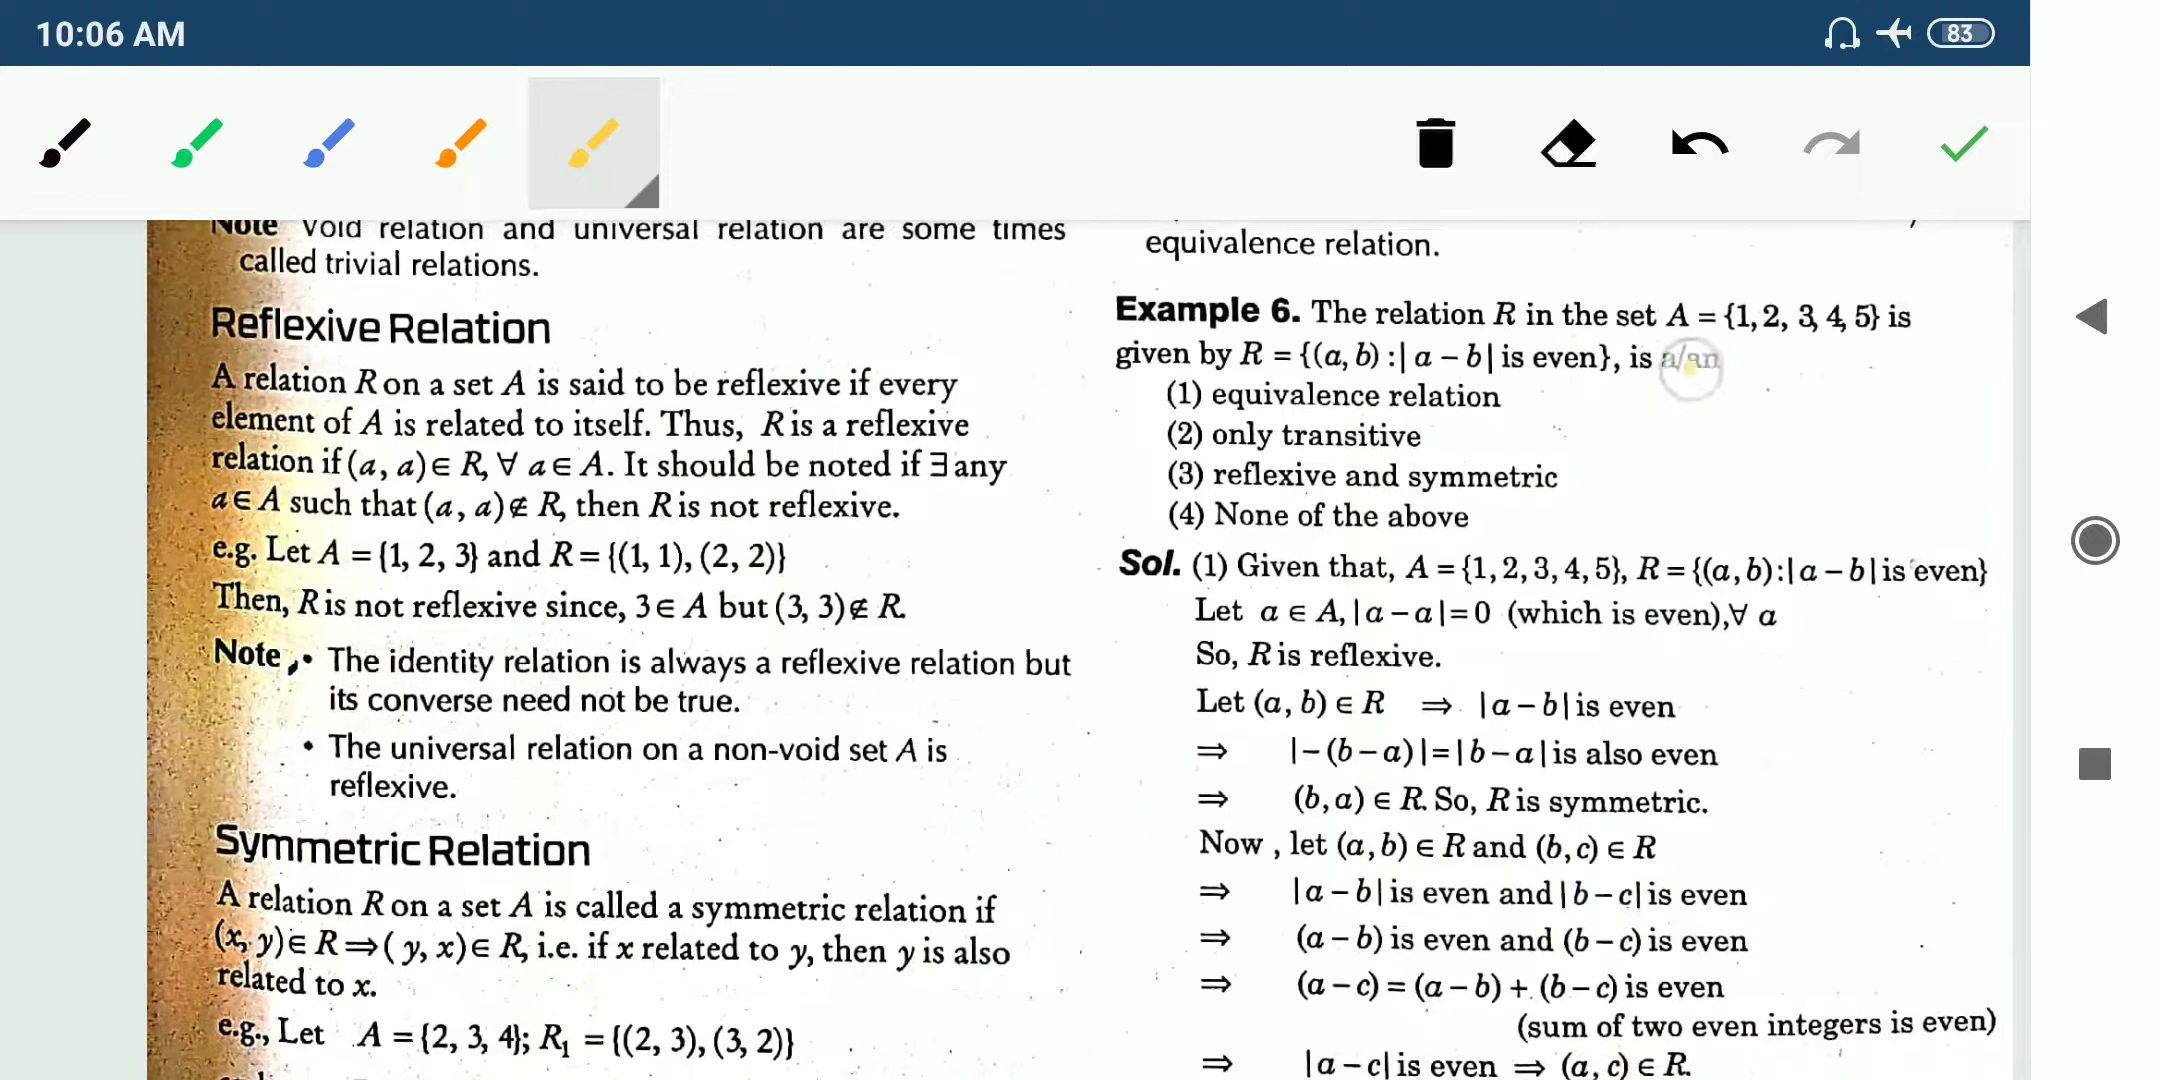 10:06 AM
83
Note Void relation and universal relation are some times
called trivial relations.
Reflexive Relation
A relation R on a set A is said to be reflexive if every
element of A is related to itself. Thus, R is a reflexive
relation if (a, a) ∈ R, ∀ a ∈ A. It should be noted if ∃ any
a ∈ A such that (a, a) ∉ R, then R is not reflexive.
e.g. Let A = {1, 2, 3} and R = {(1, 1), (2, 2)}
Then, R is not reflexive since, 3 ∈ A but (3, 3) ∉ R.
Note • The identity relation is always a reflexive relation but
its converse need not be true.
• The universal relation on a non-void set A is
reflexive.
Symmetric Relation
A relation R on a set A is called a symmetric relation if
(x, y) ∈ R ⇒ (y, x) ∈ R, i.e. if x related to y, then y is also
related to x.
e.g., Let A = {2, 3, 4}; R₁ = {(2, 3), (3, 2)}
equivalence relation.
Example 6. The relation R in the set A = {1, 2, 3, 4, 5} is
given by R = {(a, b) :| a − b| is even}, is a/an
(1) equivalence relation
(2) only transitive
(3) reflexive and symmetric
(4) None of the above
Sol. (1) Given that, A = {1, 2, 3, 4, 5}, R = {(a, b):|a − b| is even}
Let a ∈ A, |a − a| = 0 (which is even), ∀ a
So, R is reflexive.
Let (a, b) ∈ R ⇒ |a − b| is even
⇒ |−(b − a)| = |b − a| is also even
⇒ (b, a) ∈ R. So, R is symmetric.
Now, let (a, b) ∈ R and (b, c) ∈ R
⇒ |a − b| is even and |b − c| is even
⇒ (a − b) is even and (b − c) is even
⇒ (a − c) = (a − b) + (b − c) is even
(sum of two even integers is even)
⇒ |a − c| is even ⇒ (a, c) ∈ R.